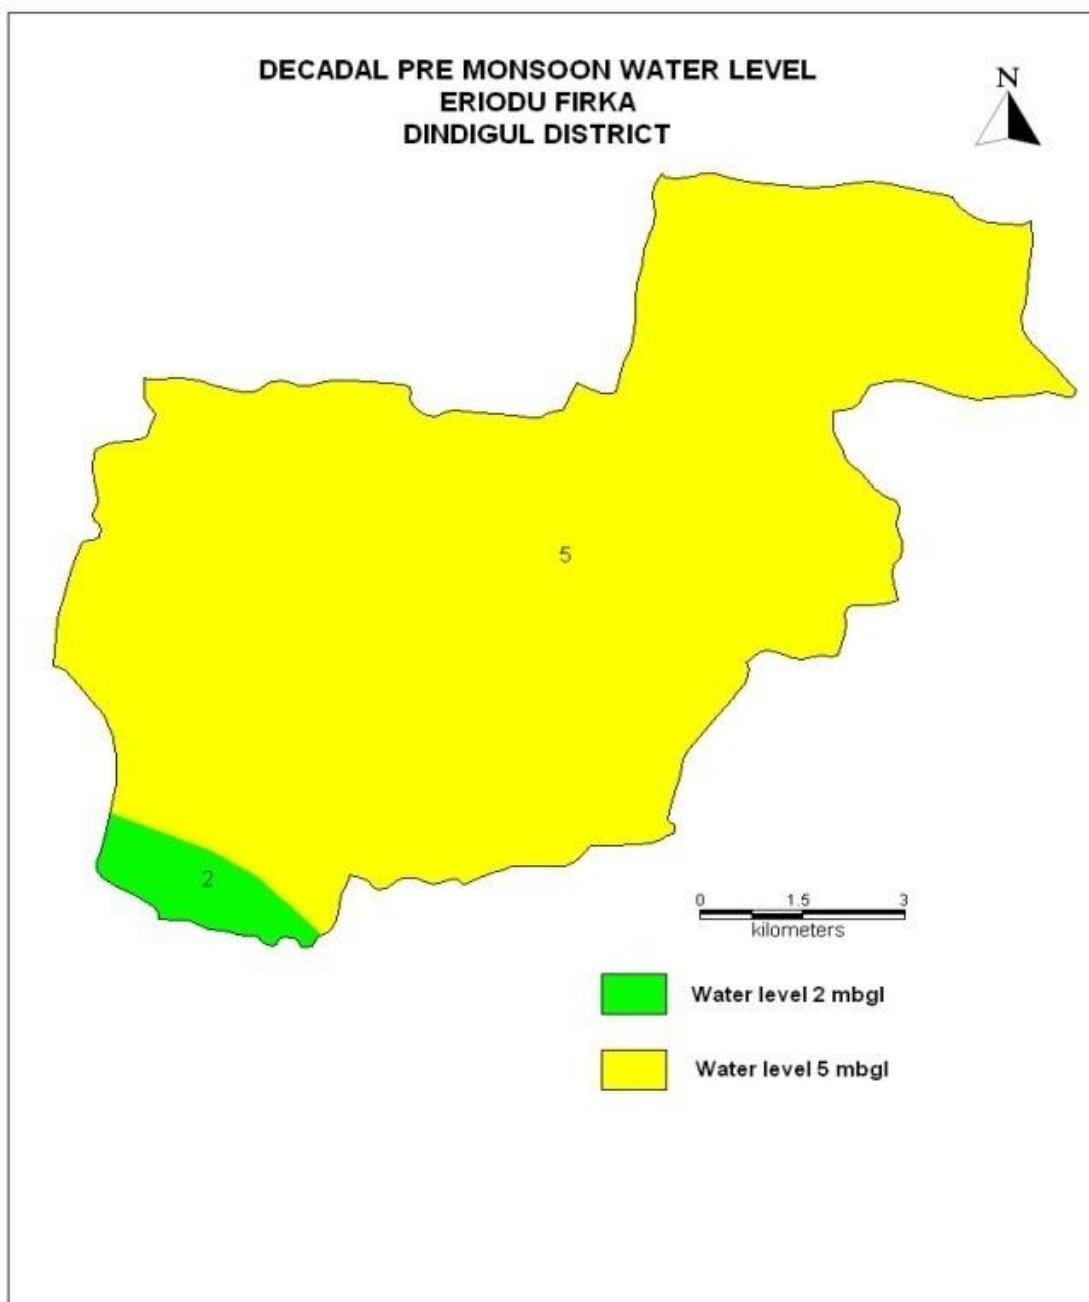 DECADAL PRE MONSOON WATER LEVEL
ERIODU FIRKA
DINDIGUL DISTRICT
N
5
2
0 1.5 3
kilometers
Water level 2 mbgl
Water level 5 mbgl